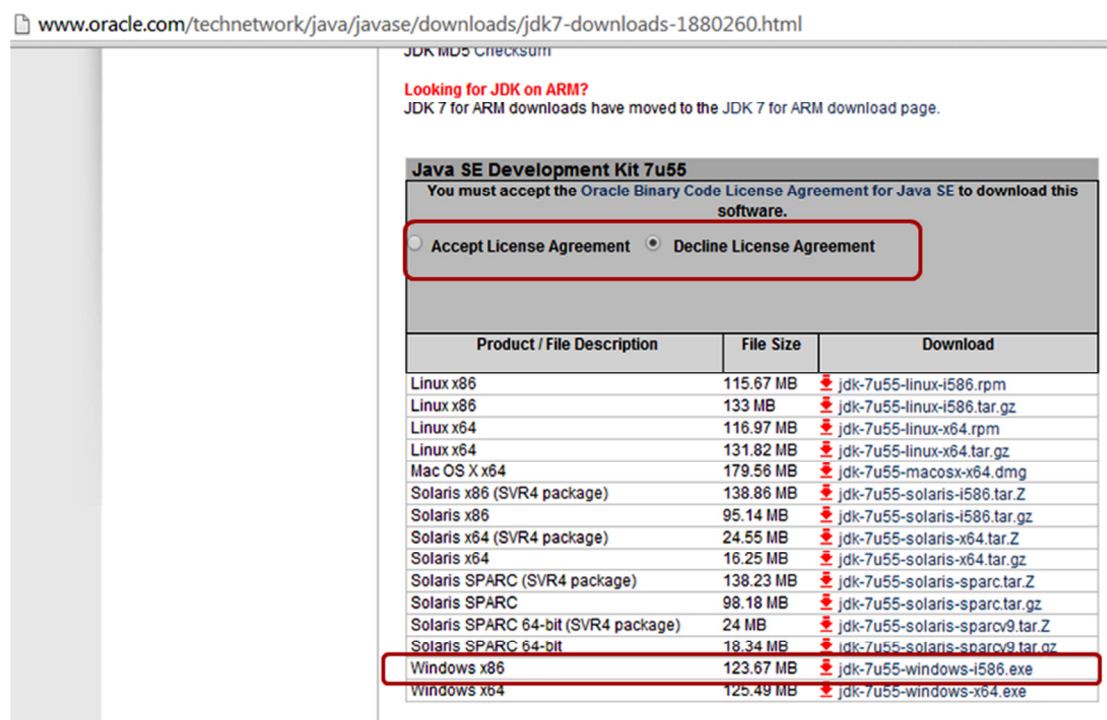 www.oracle.com/technetwork/java/javase/downloads/jdk7-downloads-1880260.html
JDK MD5 Checksum
Looking for JDK on ARM?
JDK 7 for ARM downloads have moved to the JDK 7 for ARM download page.
Java SE Development Kit 7u55
You must accept the Oracle Binary Code License Agreement for Java SE to download this
software.
Accept License Agreement Decline License Agreement
Product / File Description File Size Download
Linux x86 115.67 MB jdk-7u55-linux-i586.rpm
Linux x86 133 MB jdk-7u55-linux-i586.tar.gz
Linux x64 116.97 MB jdk-7u55-linux-x64.rpm
Linux x64 131.82 MB jdk-7u55-linux-x64.tar.gz
Mac OS X x64 179.56 MB jdk-7u55-macosx-x64.dmg
Solaris x86 (SVR4 package) 138.86 MB jdk-7u55-solaris-i586.tar.Z
Solaris x86 95.14 MB jdk-7u55-solaris-i586.tar.gz
Solaris x64 (SVR4 package) 24.55 MB jdk-7u55-solaris-x64.tar.Z
Solaris x64 16.25 MB jdk-7u55-solaris-x64.tar.gz
Solaris SPARC (SVR4 package) 138.23 MB jdk-7u55-solaris-sparc.tar.Z
Solaris SPARC 98.18 MB jdk-7u55-solaris-sparc.tar.gz
Solaris SPARC 64-bit (SVR4 package) 24 MB jdk-7u55-solaris-sparcv9.tar.Z
Solaris SPARC 64-bit 18.34 MB jdk-7u55-solaris-sparcv9.tar.gz
Windows x86 123.67 MB jdk-7u55-windows-i586.exe
Windows x64 125.49 MB jdk-7u55-windows-x64.exe